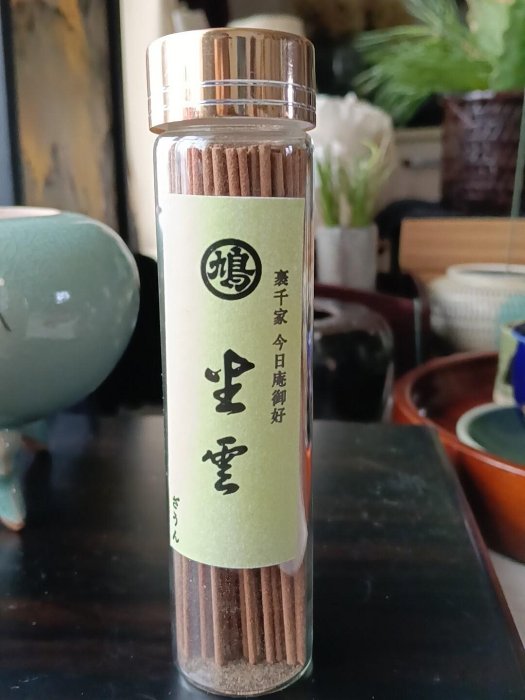 鳩
裏千家 今日庵御好
坐雲
ざうん